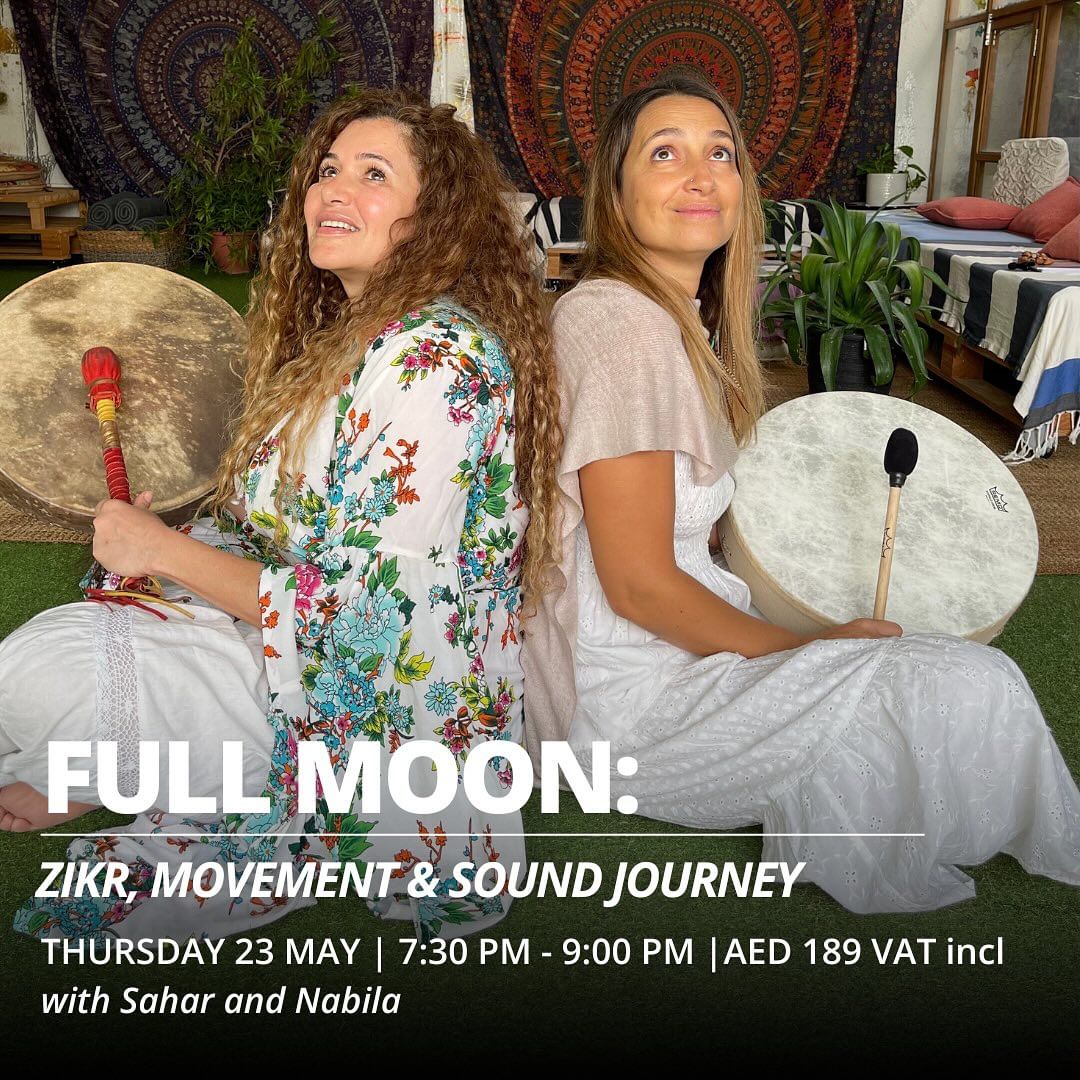 FULL MOON:
ZIKR, MOVEMENT & SOUND JOURNEY
THURSDAY 23 MAY | 7:30 PM - 9:00 PM |AED 189 VAT incl
with Sahar and Nabila